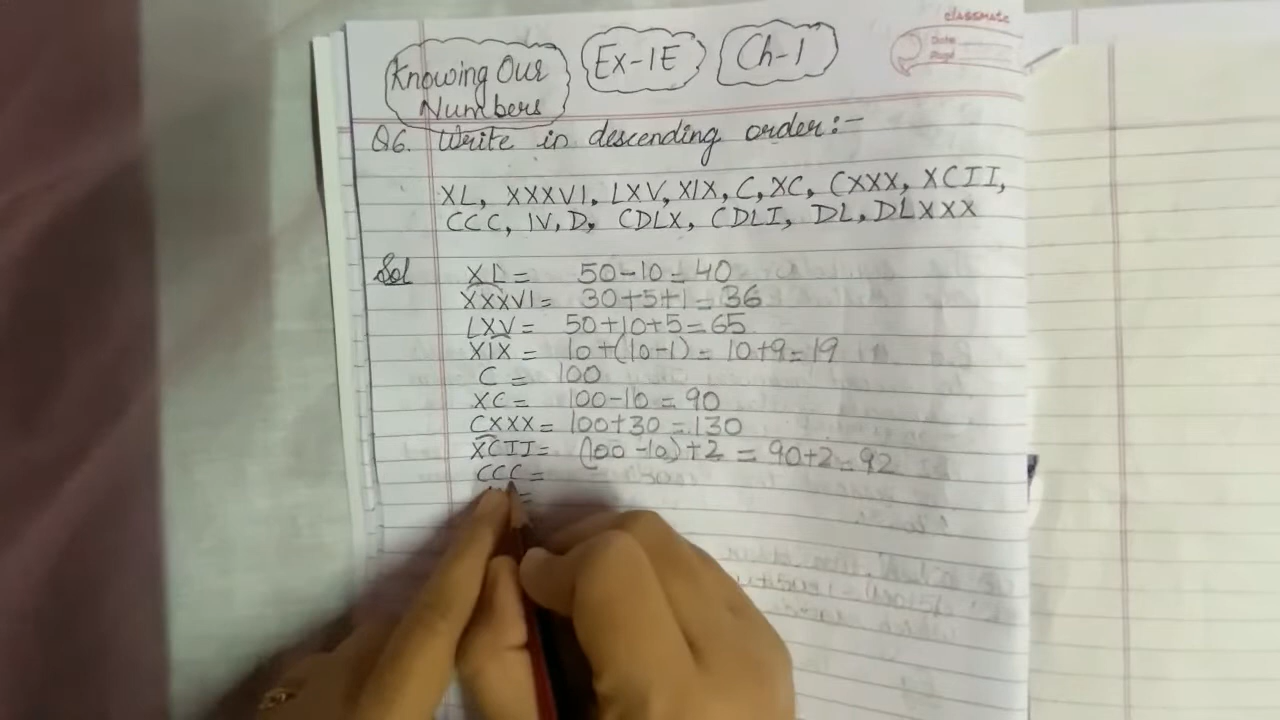 classmate
Date
Page
Knowing Our
Numbers
Ex-1E
Ch-1
Q6. Write in descending order:-
XL, XXXVI, LXV, XIX, C, XC, CXXX, XCII,
CCC, IV, D, CDLX, CDLI, DL, DLXXX
Sol
XL = 50-10=40
XXXVI= 30+5+1=36
LXV= 50+10+5=65
XIX = 10+(10-1)= 10+9=19
C = 100
XC= 100-10=90
CXXX= 100+30=130
XCII= (100-10)+2 = 90+2=92
CCC=